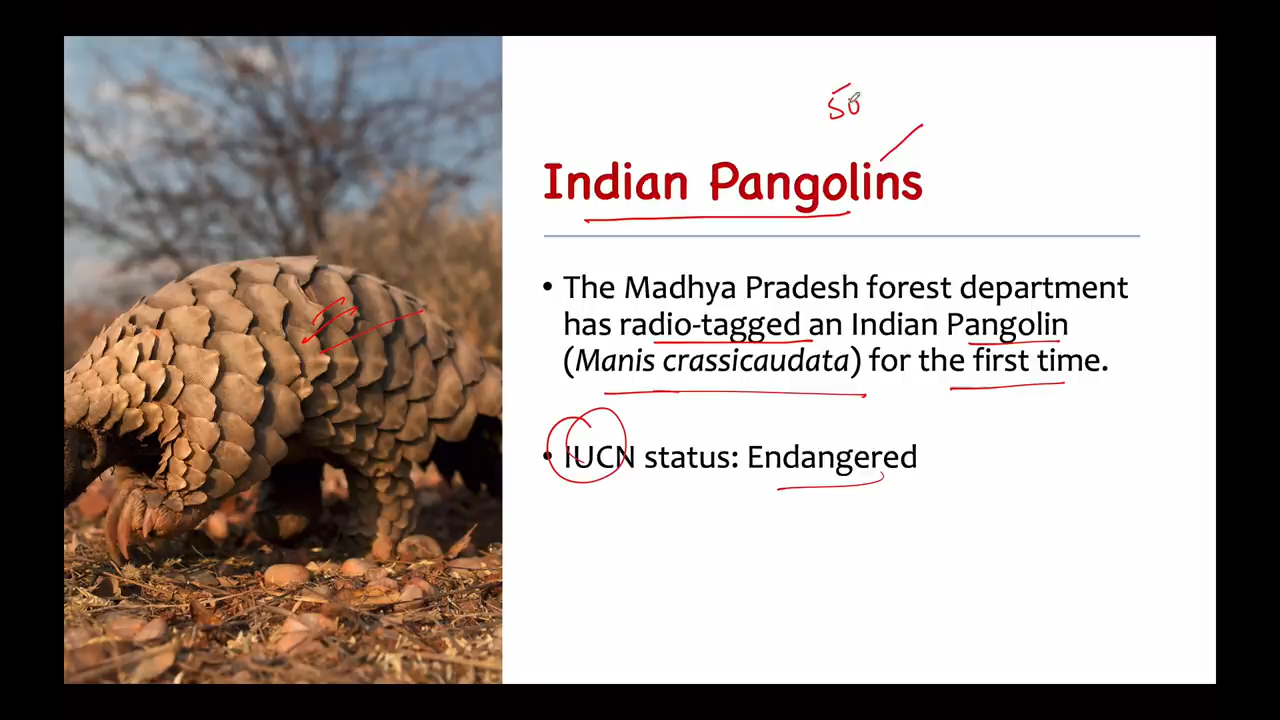 50
Indian Pangolins
• The Madhya Pradesh forest department
has radio-tagged an Indian Pangolin
(Manis crassicaudata) for the first time.
• IUCN status: Endangered